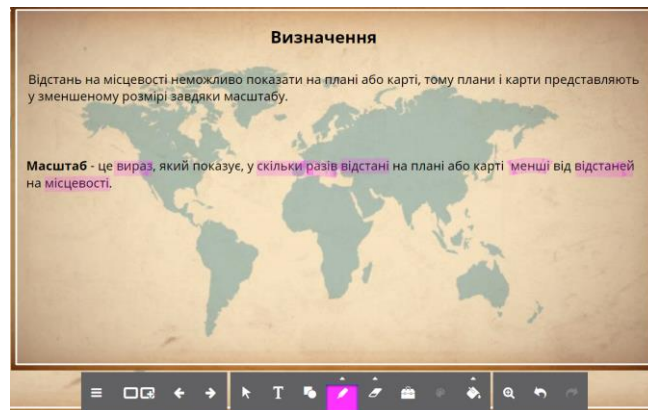 Визначення
Відстань на місцевості неможливо показати на плані або карті, тому плани і карти представляють
у зменшеному розмірі завдяки масштабу.
Масштаб - це вираз, який показує, у скільки разів відстані на плані або карті менші від відстаней
на місцевості.